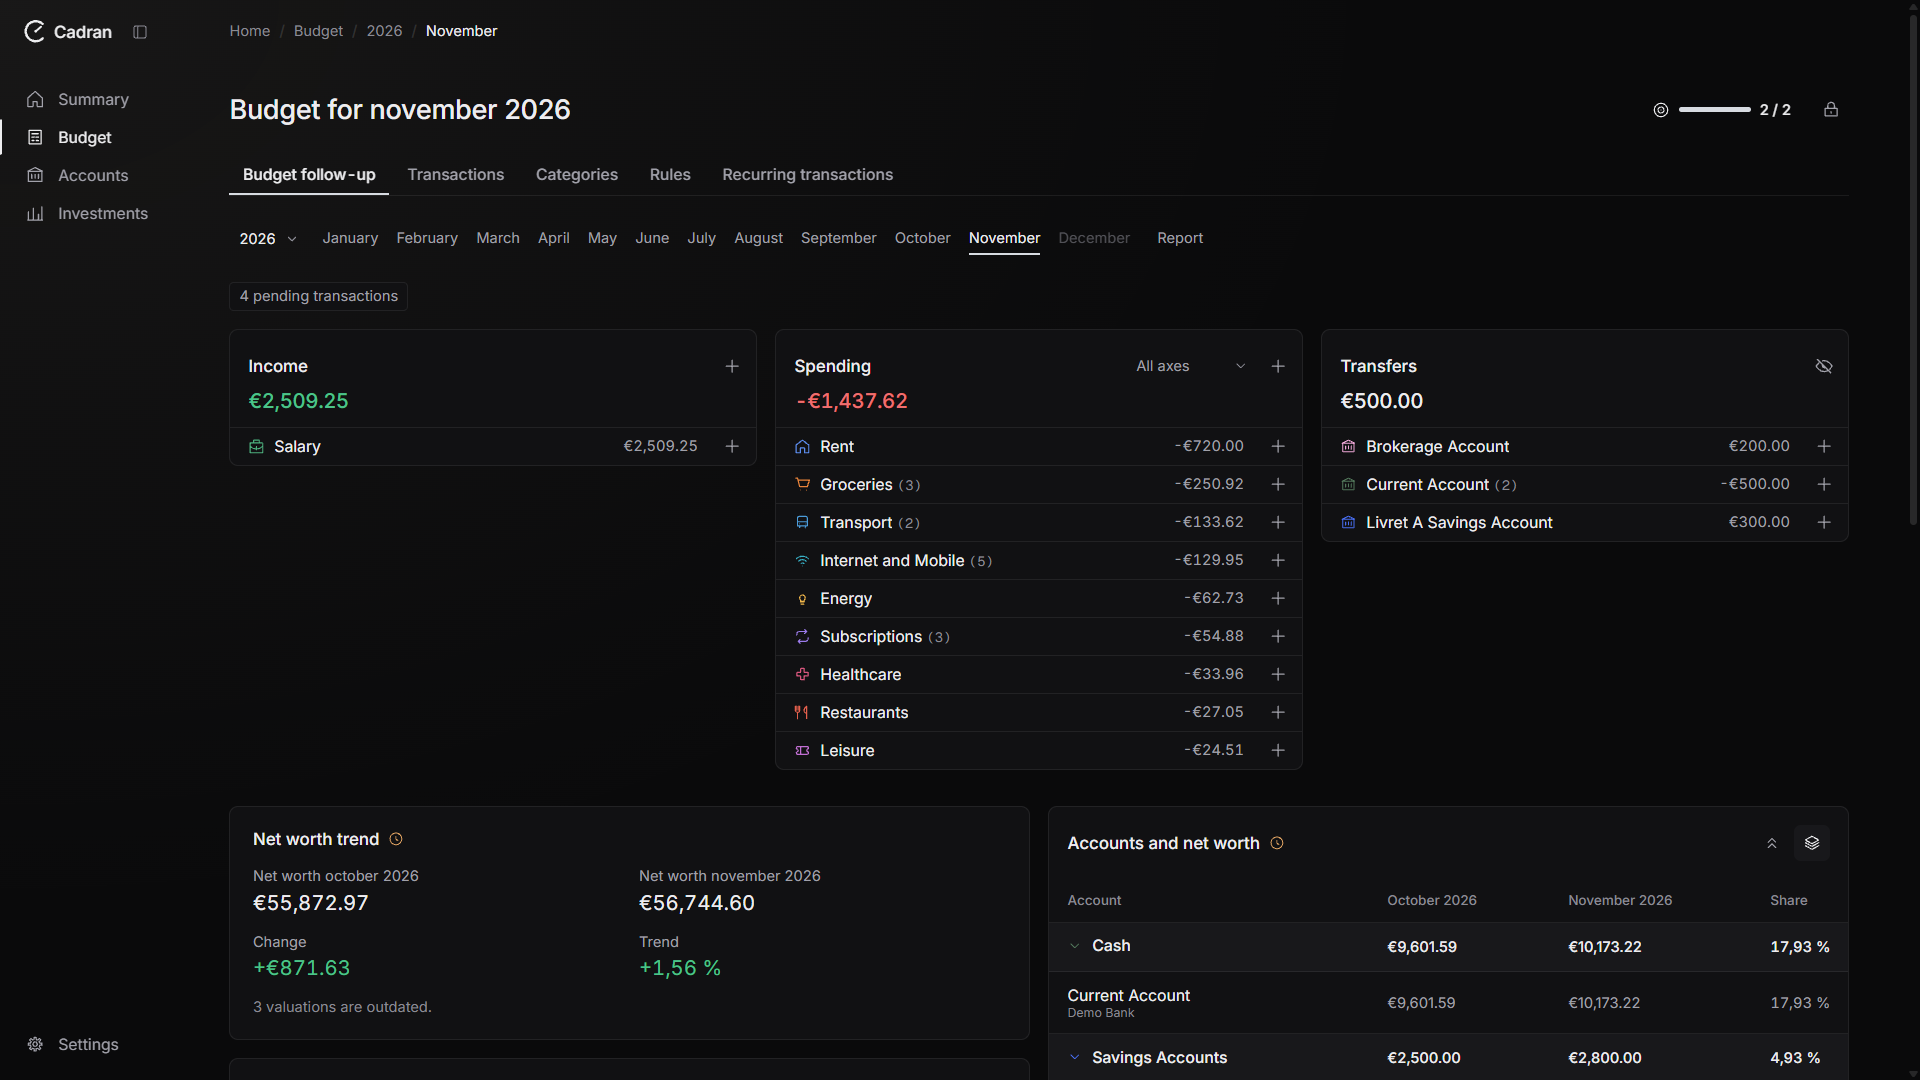 Cadran
Home / Budget / 2026 / November
Summary
Budget
Accounts
Investments
Settings
Budget for november 2026
2 / 2
Budget follow-up Transactions Categories Rules Recurring transactions
2026 January February March April May June July August September October November December Report
4 pending transactions
Income
€2,509.25
Salary €2,509.25
Spending All axes
-€1,437.62
Rent -€720.00
Groceries (3) -€250.92
Transport (2) -€133.62
Internet and Mobile (5) -€129.95
Energy -€62.73
Subscriptions (3) -€54.88
Healthcare -€33.96
Restaurants -€27.05
Leisure -€24.51
Transfers
€500.00
Brokerage Account €200.00
Current Account (2) -€500.00
Livret A Savings Account €300.00
Net worth trend
Net worth october 2026 Net worth november 2026
€55,872.97 €56,744.60
Change Trend
+€871.63 +1,56 %
3 valuations are outdated.
Accounts and net worth
Account October 2026 November 2026 Share
Cash €9,601.59 €10,173.22 17,93 %
Current Account €9,601.59 €10,173.22 17,93 %
Demo Bank
Savings Accounts €2,500.00 €2,800.00 4,93 %